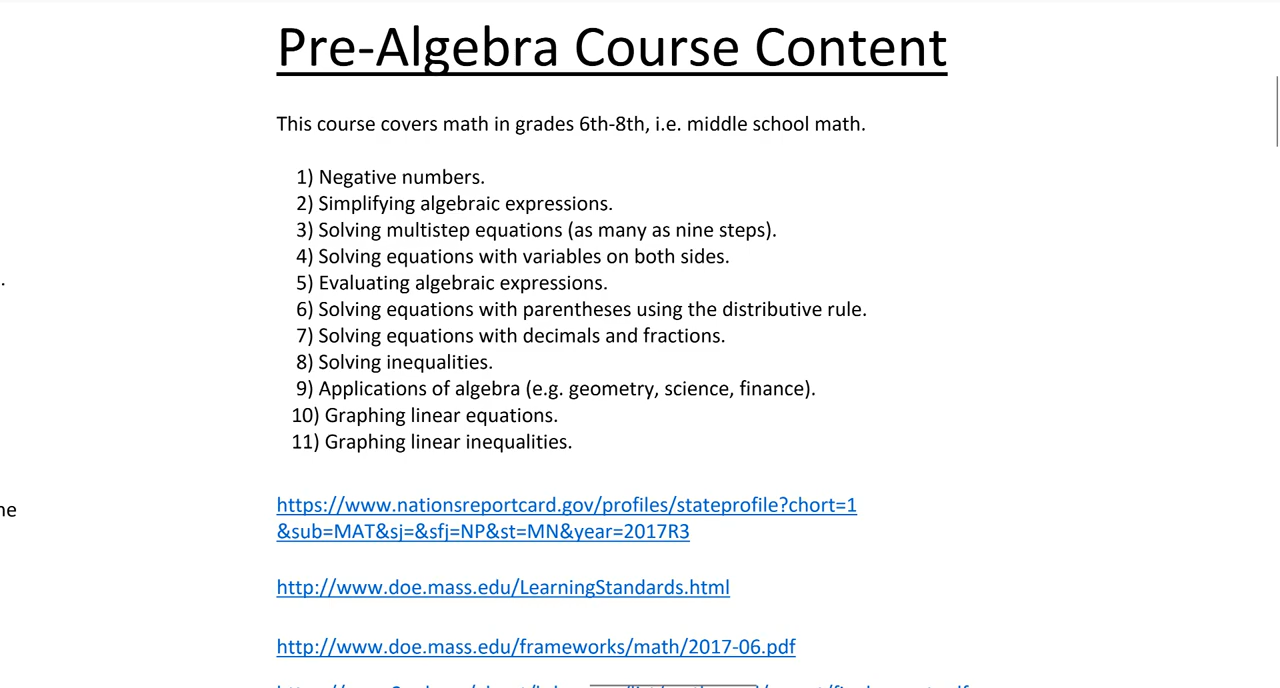 Pre-Algebra Course Content
This course covers math in grades 6th-8th, i.e. middle school math.
1) Negative numbers.
2) Simplifying algebraic expressions.
3) Solving multistep equations (as many as nine steps).
4) Solving equations with variables on both sides.
5) Evaluating algebraic expressions.
6) Solving equations with parentheses using the distributive rule.
7) Solving equations with decimals and fractions.
8) Solving inequalities.
9) Applications of algebra (e.g. geometry, science, finance).
10) Graphing linear equations.
11) Graphing linear inequalities.
https://www.nationsreportcard.gov/profiles/stateprofile?chort=1
&sub=MAT&sj=&sfj=NP&st=MN&year=2017R3
http://www.doe.mass.edu/LearningStandards.html
http://www.doe.mass.edu/frameworks/math/2017-06.pdf